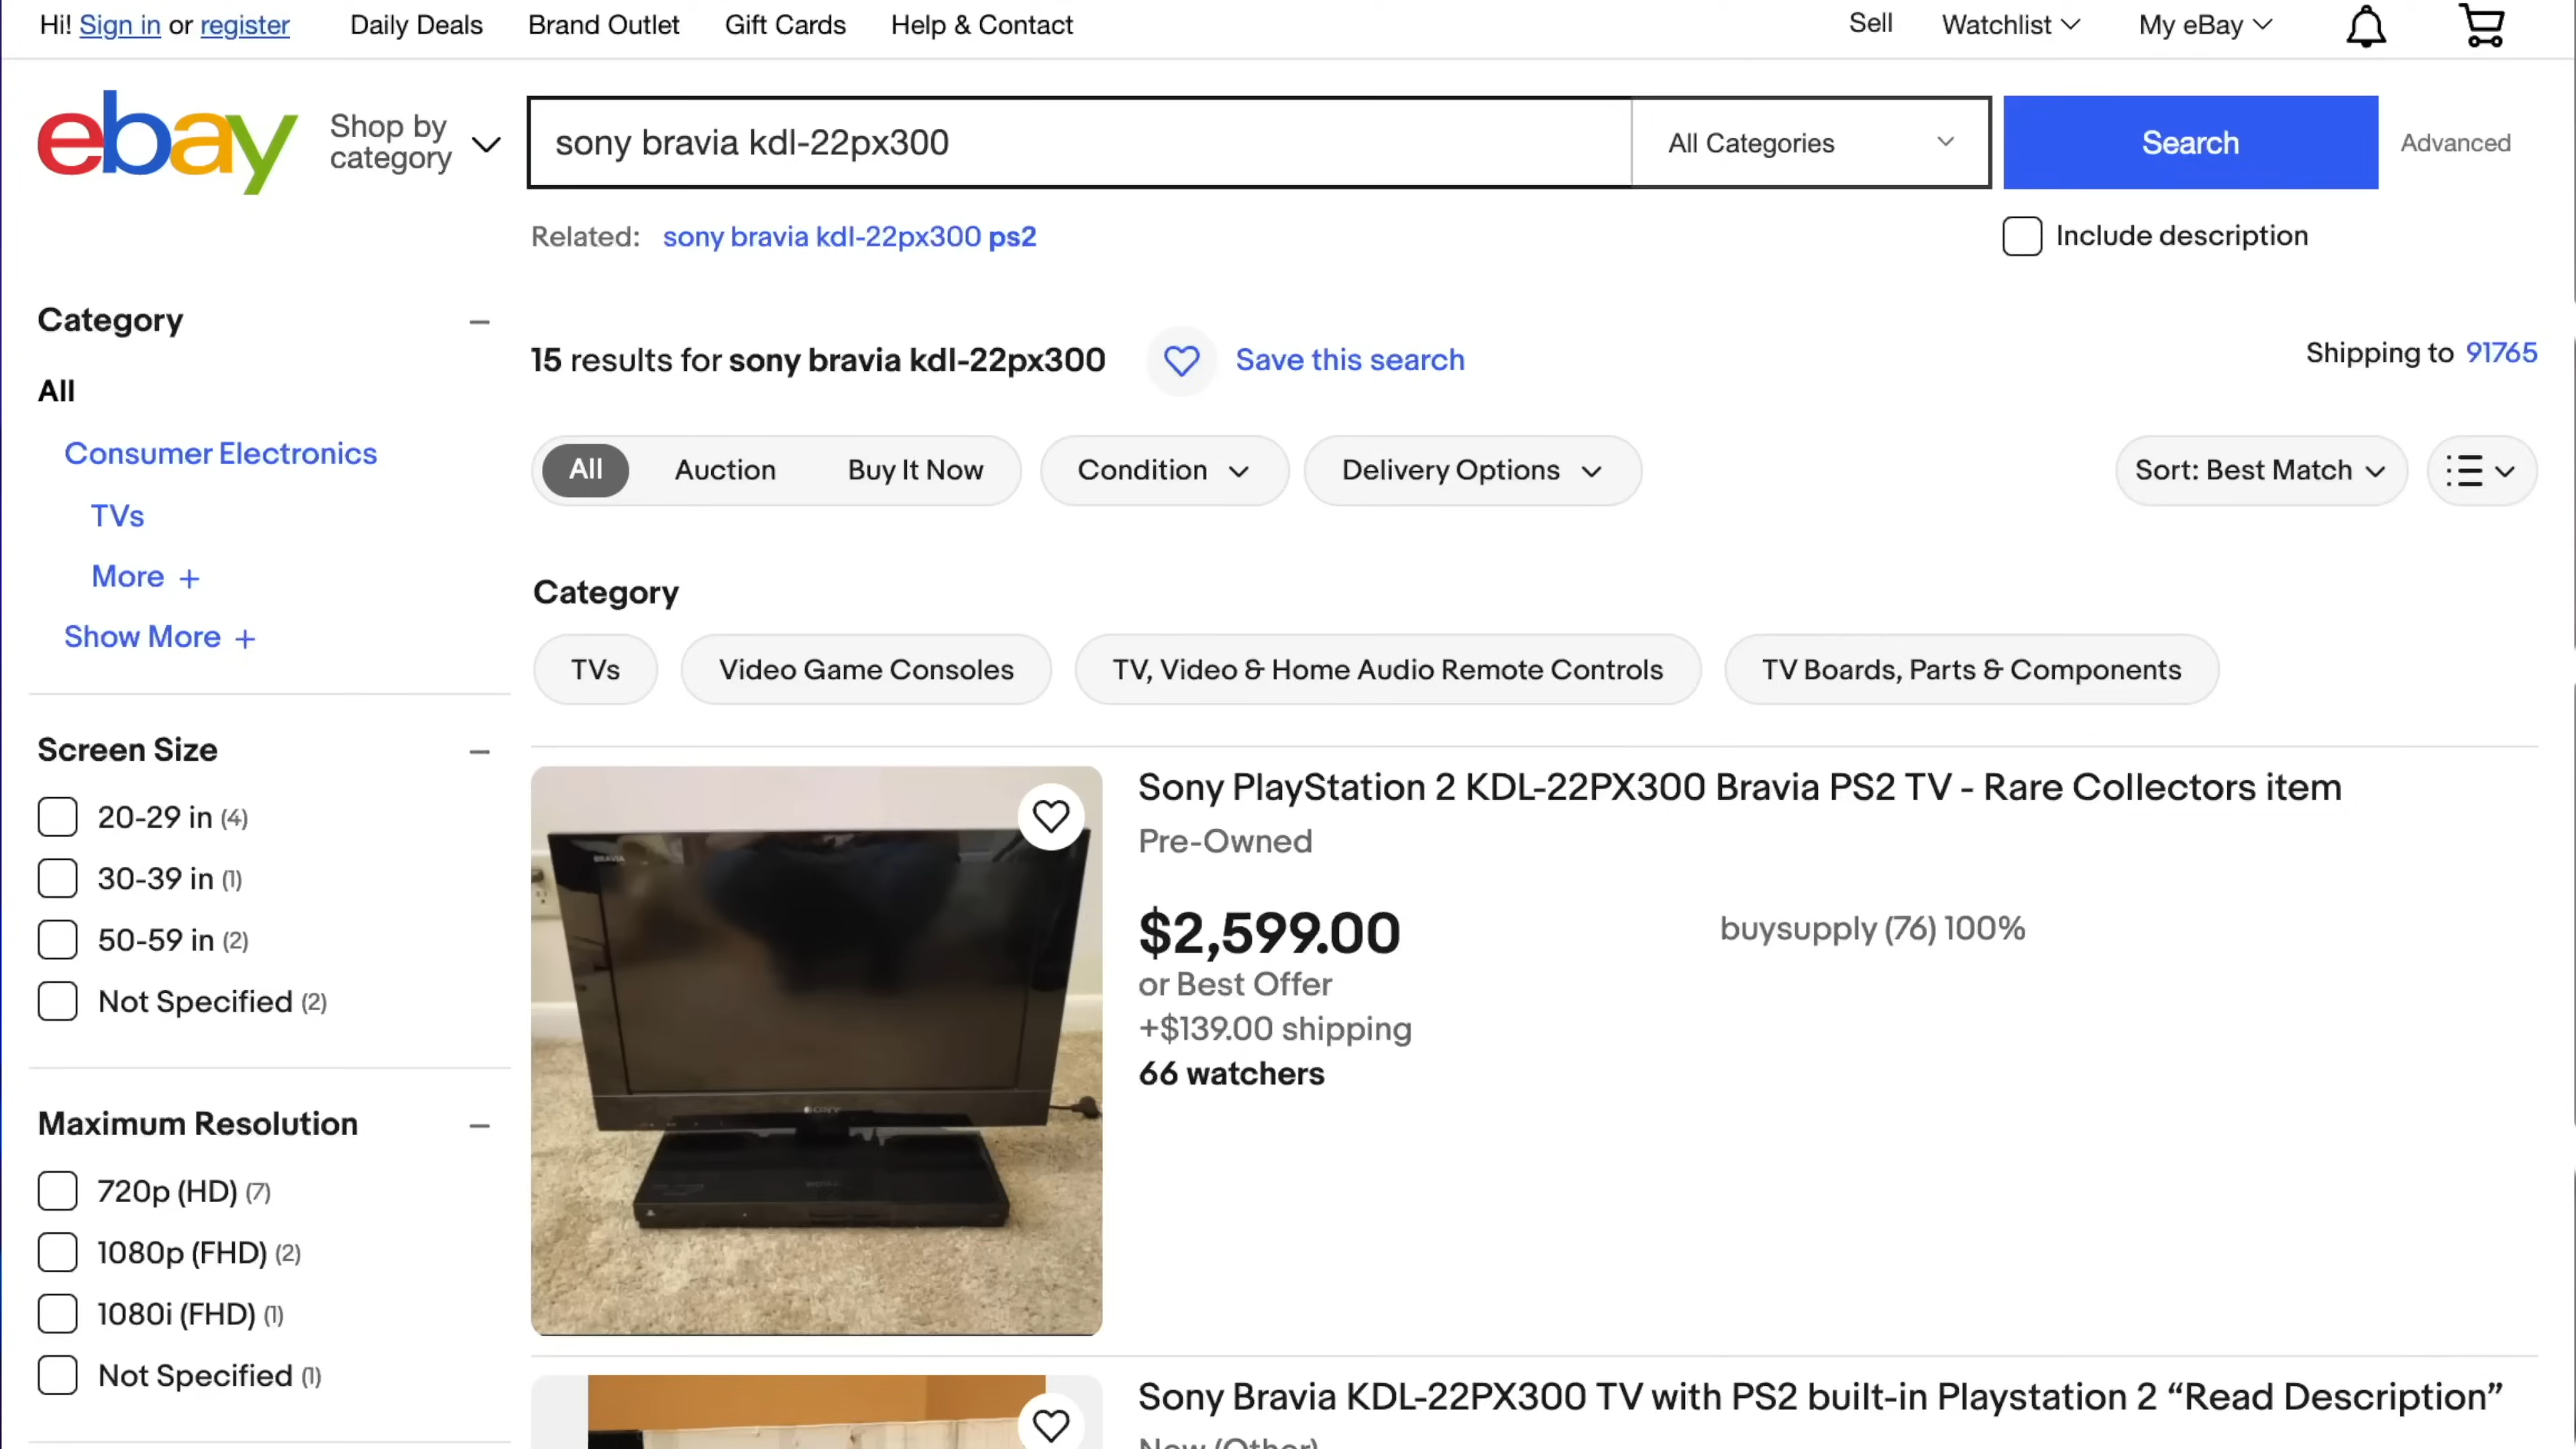 Hi! Sign in or register Daily Deals Brand Outlet Gift Cards Help & Contact Sell Watchlist My eBay
ebay
Shop by
category
sony bravia kdl-22px300 All Categories Search Advanced
Related: sony bravia kdl-22px300 ps2 Include description
Category
All
Consumer Electronics
TVs
More +
Show More +
Screen Size
20-29 in (4)
30-39 in (1)
50-59 in (2)
Not Specified (2)
Maximum Resolution
720p (HD) (7)
1080p (FHD) (2)
1080i (FHD) (1)
Not Specified (1)
15 results for sony bravia kdl-22px300 Save this search Shipping to 91765
All Auction Buy It Now Condition Delivery Options Sort: Best Match
Category
TVs Video Game Consoles TV, Video & Home Audio Remote Controls TV Boards, Parts & Components
BRAVIA
SONY
Sony PlayStation 2 KDL-22PX300 Bravia PS2 TV - Rare Collectors item
Pre-Owned
$2,599.00 buysupply (76) 100%
or Best Offer
+$139.00 shipping
66 watchers
Sony Bravia KDL-22PX300 TV with PS2 built-in Playstation 2 “Read Description”